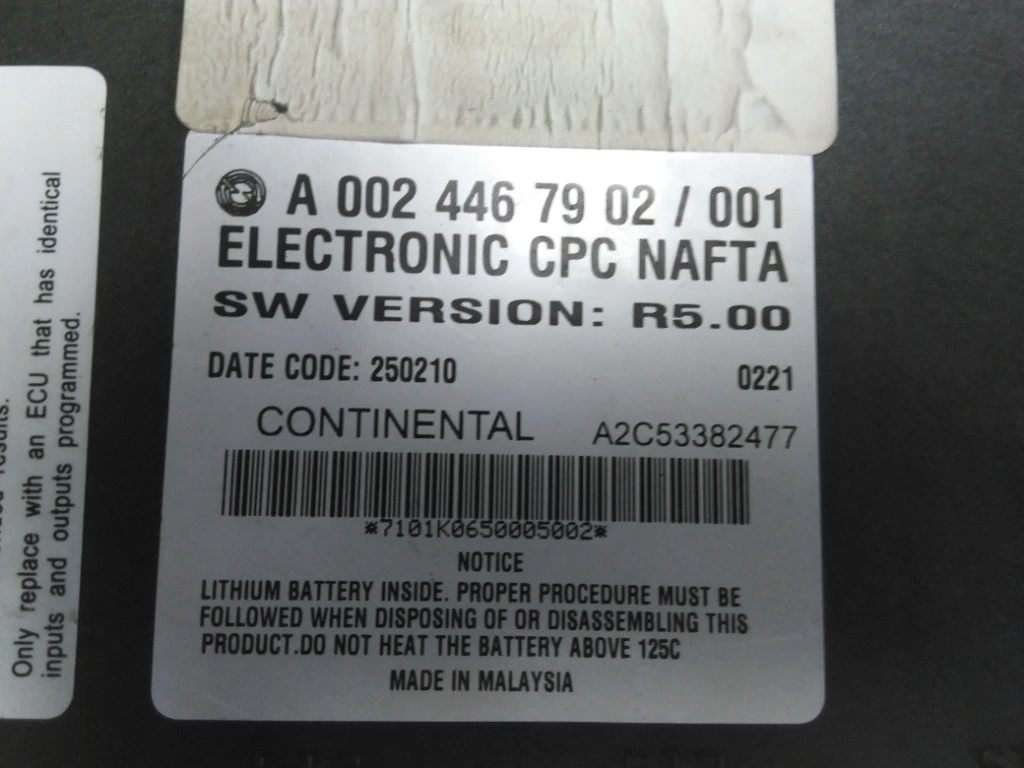 Only replace with an ECU that has identical
inputs and outputs programmed.
A 002 446 79 02 / 001
ELECTRONIC CPC NAFTA
SW VERSION: R5.00
DATE CODE: 250210 0221
CONTINENTAL A2C53382477
*7101K0650005002*
NOTICE
LITHIUM BATTERY INSIDE. PROPER PROCEDURE MUST BE
FOLLOWED WHEN DISPOSING OF OR DISASSEMBLING THIS
PRODUCT.DO NOT HEAT THE BATTERY ABOVE 125C
MADE IN MALAYSIA